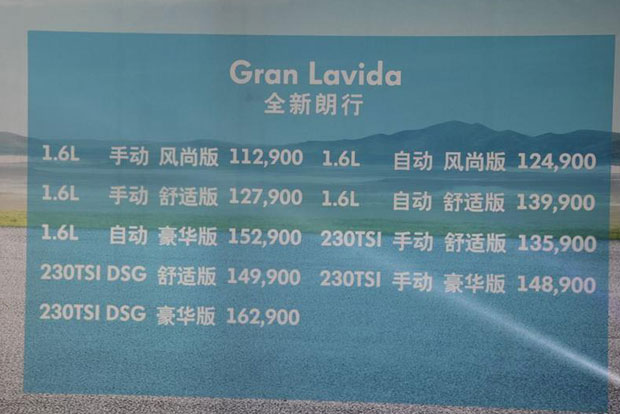 Gran Lavida
全新朗行
1.6L 手动 风尚版 112,900 1.6L 自动 风尚版 124,900
1.6L 手动 舒适版 127,900 1.6L 自动 舒适版 139,900
1.6L 自动 豪华版 152,900 230TSI 手动 舒适版 135,900
230TSI DSG 舒适版 149,900 230TSI 手动 豪华版 148,900
230TSI DSG 豪华版 162,900